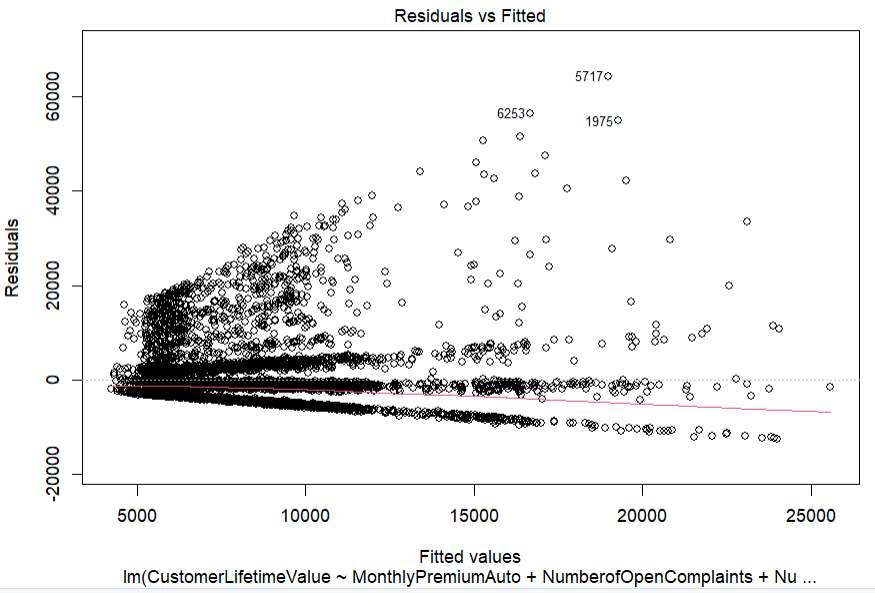 Residuals vs Fitted
Residuals
60000
40000
20000
0
-20000
5717
6253
1975
5000 10000 15000 20000 25000
Fitted values
lm(CustomerLifetimeValue ~ MonthlyPremiumAuto + NumberofOpenComplaints + Nu ...